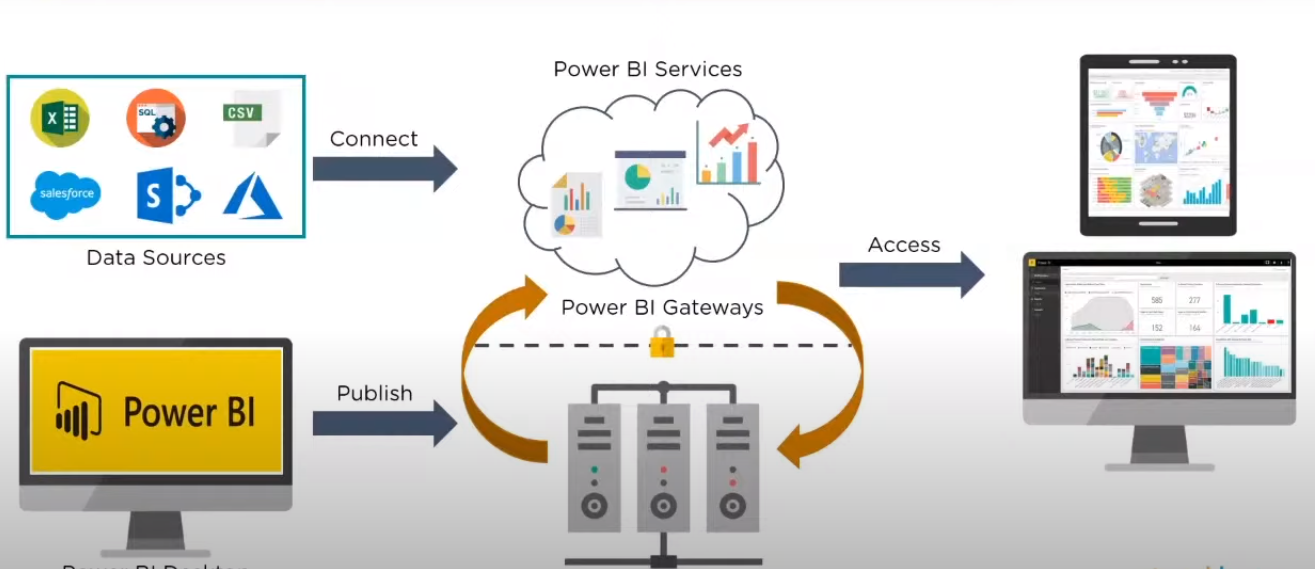 Power BI Services
SQL
CSV
X
Connect
salesforce
S
Data Sources
Access
Power BI Gateways
Power BI
585
277
152
164
Publish
Power BI